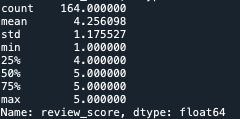 count    164.000000
mean       4.256098
std        1.175527
min        1.000000
25%        4.000000
50%        5.000000
75%        5.000000
max        5.000000
Name: review_score, dtype: float64